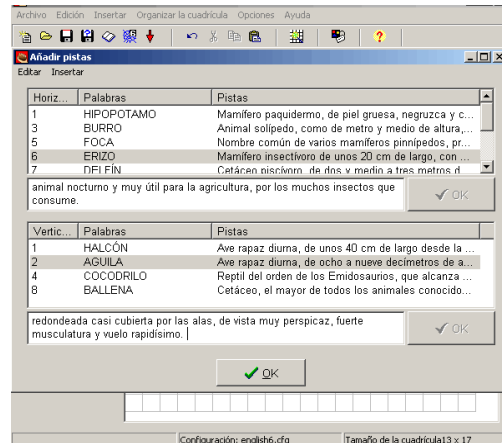 Archivo Edición Insertar Organizar la cuadrícula Opciones Ayuda
Añadir pistas
Editar Insertar
Horiz... Palabras Pistas
1 HIPOPOTAMO Mamífero paquidermo, de piel gruesa, negruzca y c...
3 BURRO Animal solípedo, como de metro y medio de altura,...
5 FOCA Nombre común de varios mamíferos pinnípedos, pr...
6 ERIZO Mamífero insectívoro de unos 20 cm de largo, con ...
7 DELFÍN Cetáceo piscívoro, de dos y medio a tres metros d...
animal nocturno y muy útil para la agricultura, por los muchos insectos que
consume.
OK
Vertic... Palabras Pistas
1 HALCÓN Ave rapaz diurna, de unos 40 cm de largo desde la ...
2 AGUILA Ave rapaz diurna, de ocho a nueve decímetros de a...
4 COCODRILO Reptil del orden de los Emidosaurios, que alcanza ...
8 BALLENA Cetáceo, el mayor de todos los animales conocido...
redondeada casi cubierta por las alas, de vista muy perspicaz, fuerte
musculatura y vuelo rapidísimo.
OK
OK
Configuración: english6.cfg Tamaño de la cuadrícula13 x 17